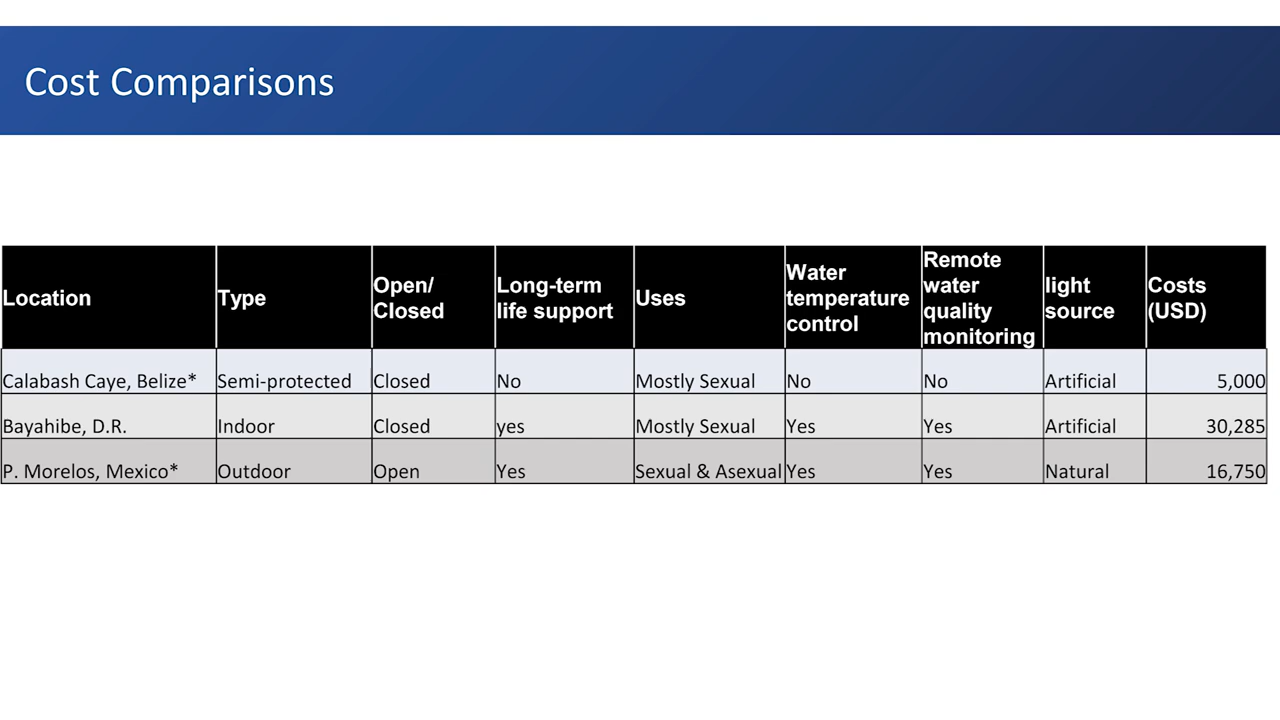 Cost Comparisons
Location Type Open/ Closed Long-term life support Uses Water temperature control Remote water quality monitoring light source Costs (USD)
Calabash Caye, Belize* Semi-protected Closed No Mostly Sexual No No Artificial 5,000
Bayahibe, D.R. Indoor Closed yes Mostly Sexual Yes Yes Artificial 30,285
P. Morelos, Mexico* Outdoor Open Yes Sexual & Asexual Yes Yes Natural 16,750